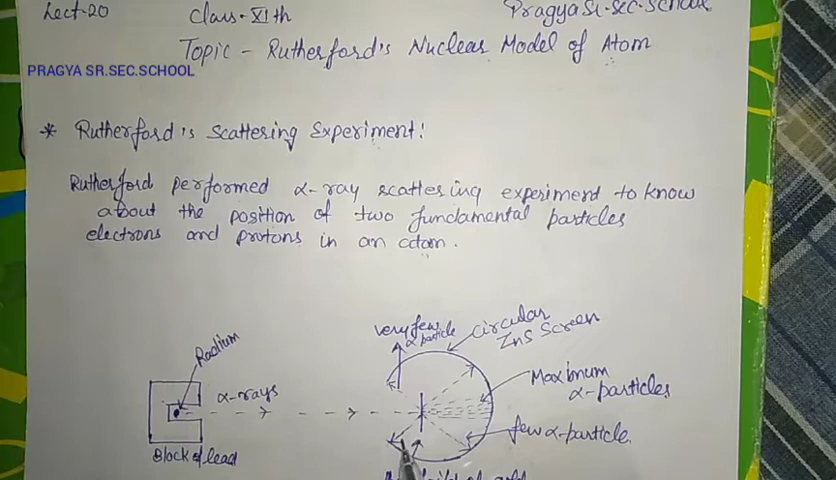 Lect-20
Class-XIth
Pragya Sr.Sec.School
Topic - Rutherford's Nuclear Model of Atom
PRAGYA SR.SEC.SCHOOL
* Rutherford's Scattering Experiment:
Rutherford performed α-ray scattering experiment to know
about the position of two fundamental particles
electrons and protons in an atom.
very few
α particle
circular
ZnS Screen
Radium
α-rays
Maximum
α-particles
few α-particle
Block of lead
of gold